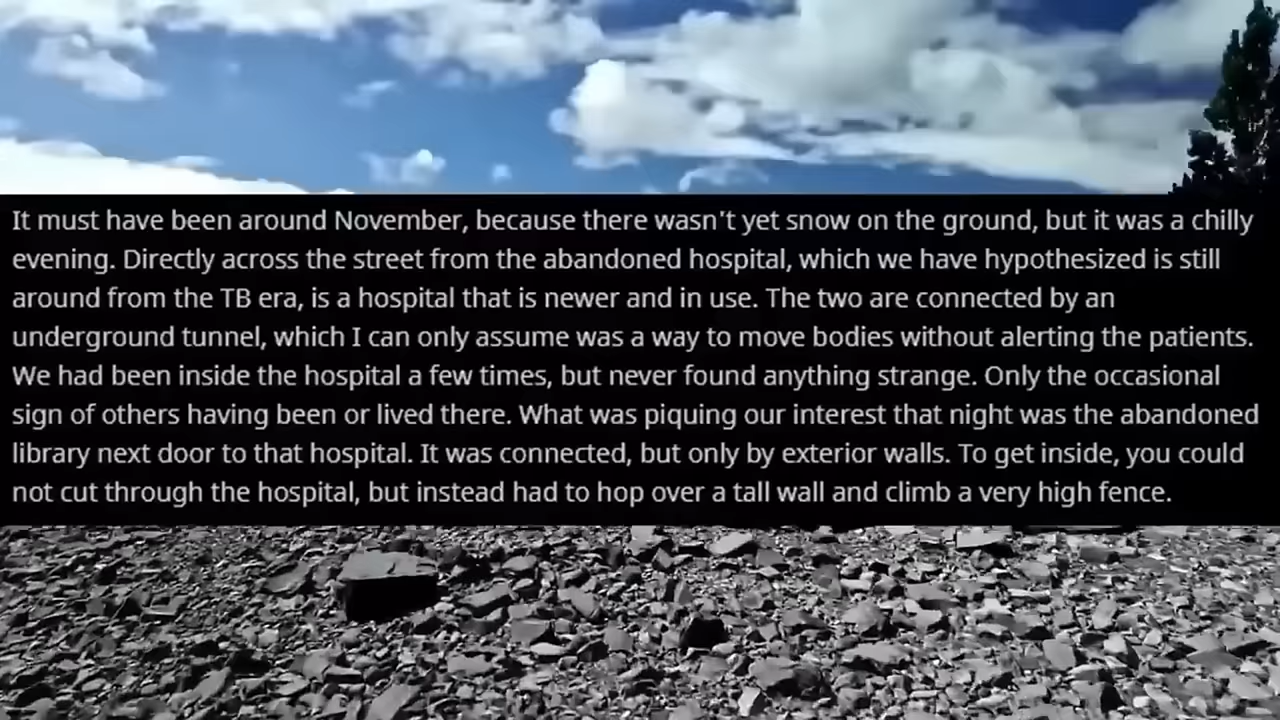 It must have been around November, because there wasn't yet snow on the ground, but it was a chilly
evening. Directly across the street from the abandoned hospital, which we have hypothesized is still
around from the TB era, is a hospital that is newer and in use. The two are connected by an
underground tunnel, which I can only assume was a way to move bodies without alerting the patients.
We had been inside the hospital a few times, but never found anything strange. Only the occasional
sign of others having been or lived there. What was piquing our interest that night was the abandoned
library next door to that hospital. It was connected, but only by exterior walls. To get inside, you could
not cut through the hospital, but instead had to hop over a tall wall and climb a very high fence.